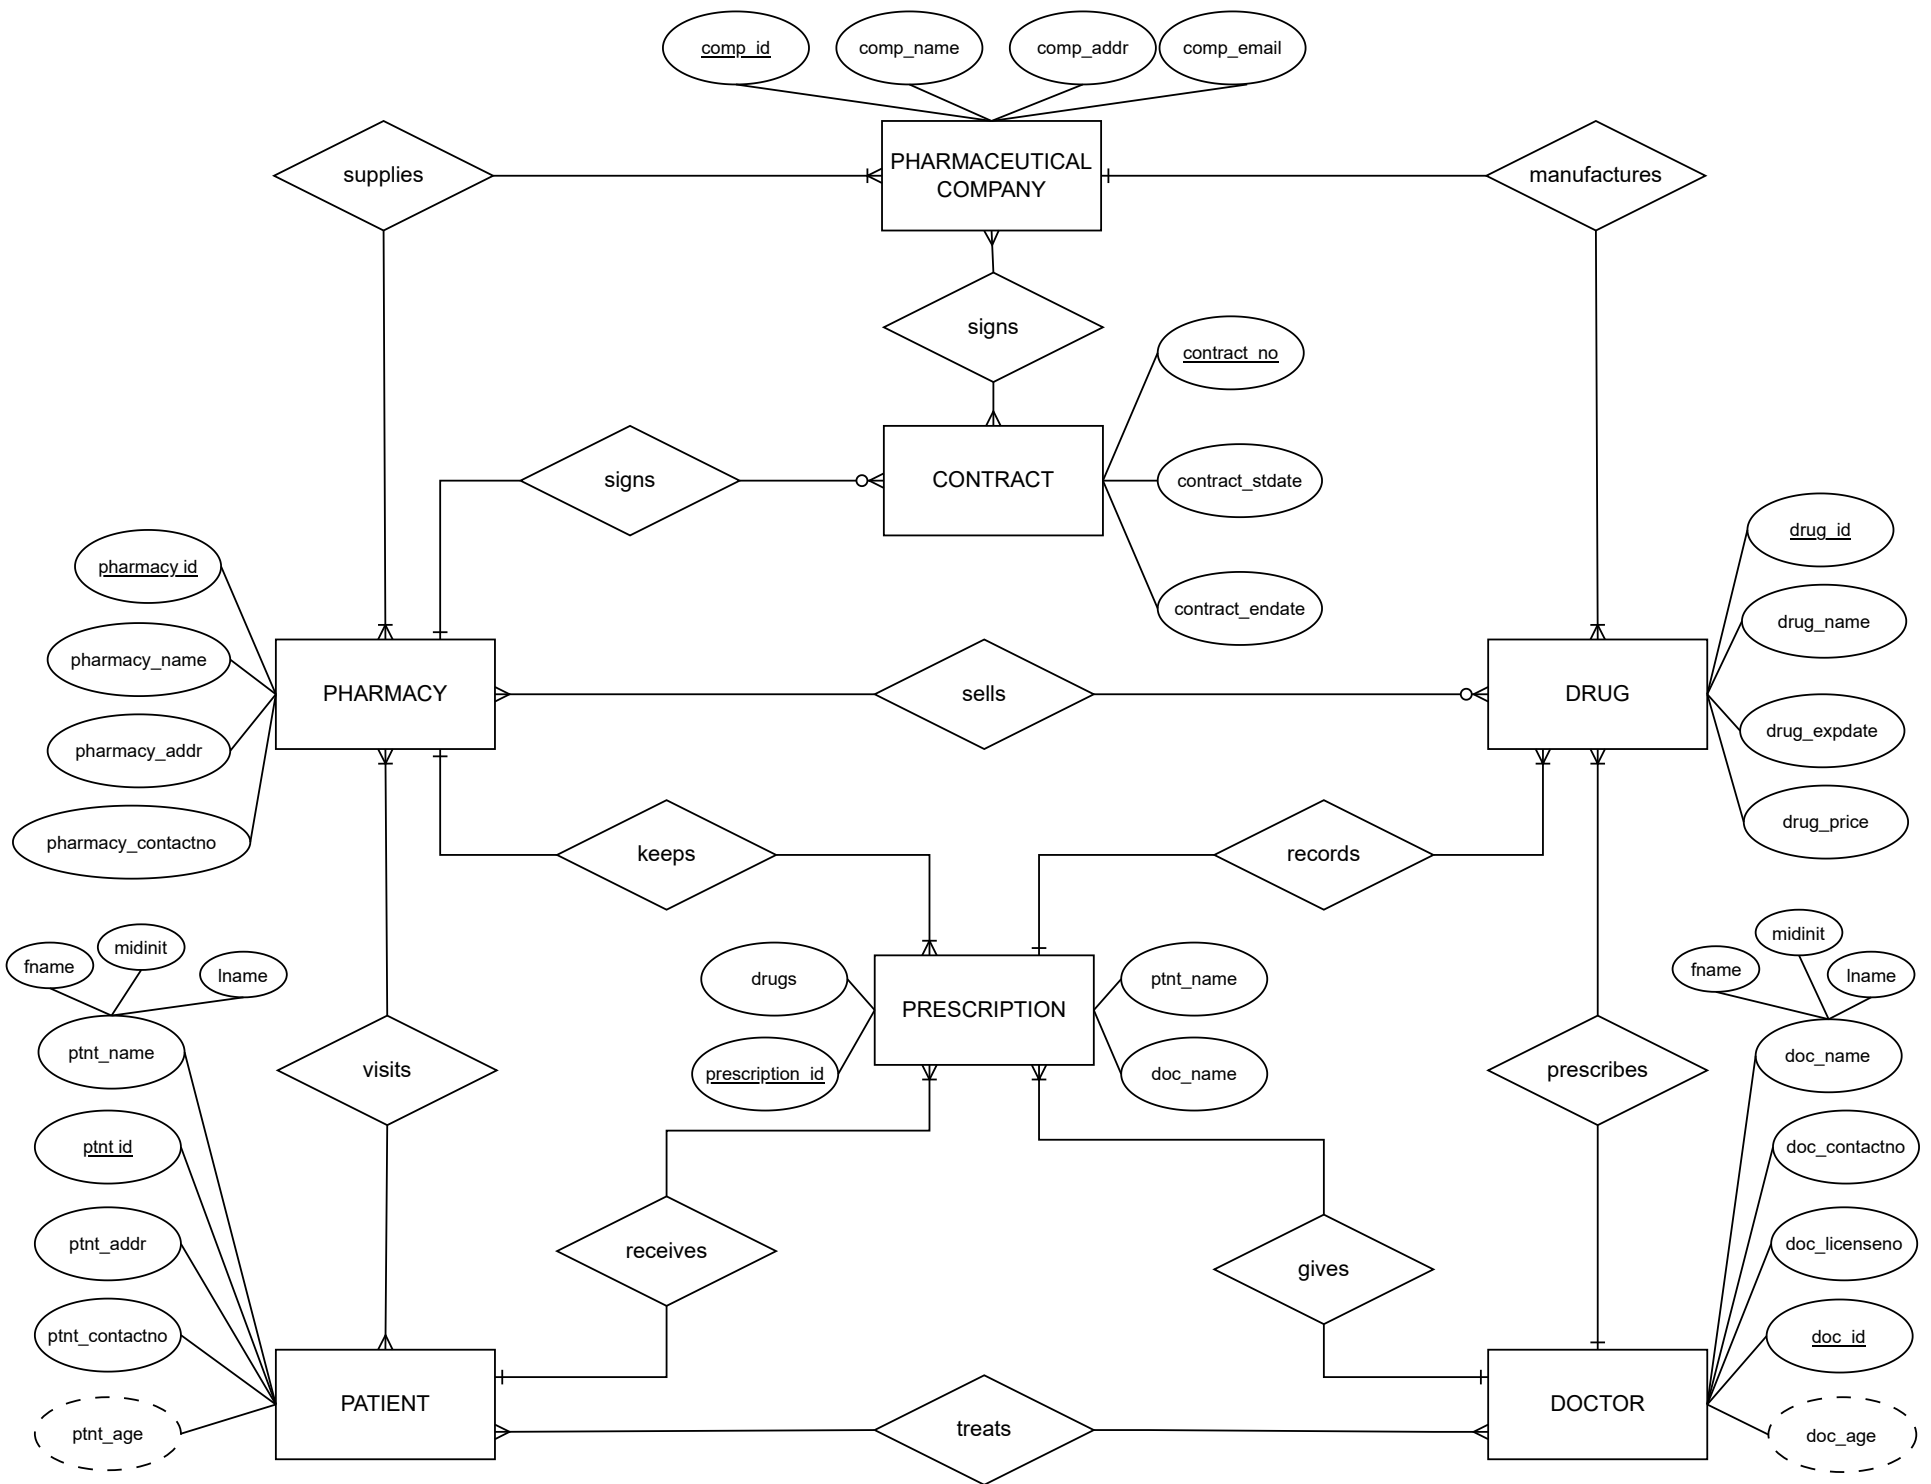 comp_id
comp_name
comp_addr
comp_email
supplies
PHARMACEUTICAL
COMPANY
manufactures
signs
contract_no
signs
CONTRACT
contract_stdate
contract_endate
pharmacy id
pharmacy_name
pharmacy_addr
pharmacy_contactno
PHARMACY
sells
DRUG
drug_id
drug_name
drug_expdate
drug_price
keeps
records
fname
midinit
lname
ptnt_name
ptnt id
ptnt_addr
ptnt_contactno
ptnt_age
visits
drugs
prescription_id
PRESCRIPTION
ptnt_name
doc_name
prescribes
fname
midinit
lname
doc_name
doc_contactno
doc_licenseno
doc_id
doc_age
receives
gives
PATIENT
treats
DOCTOR